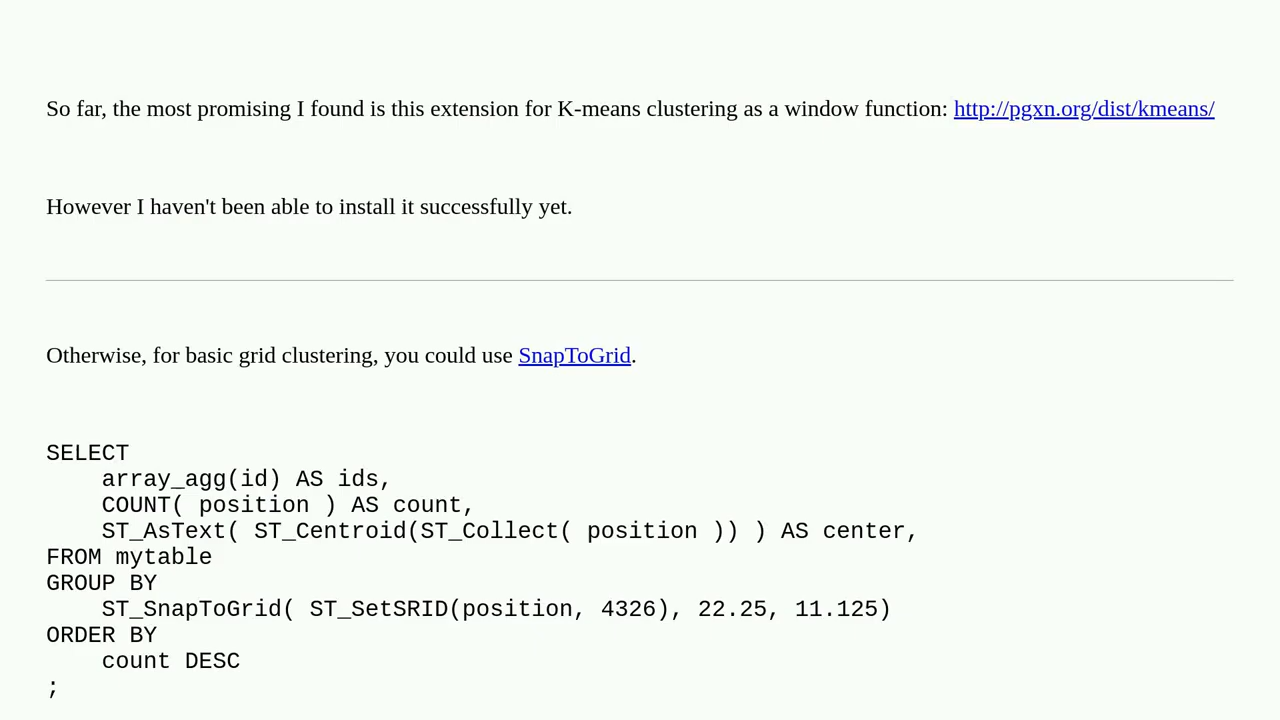 So far, the most promising I found is this extension for K-means clustering as a window function: http://pgxn.org/dist/kmeans/
However I haven't been able to install it successfully yet.
Otherwise, for basic grid clustering, you could use SnapToGrid.
SELECT
    array_agg(id) AS ids,
    COUNT( position ) AS count,
    ST_AsText( ST_Centroid(ST_Collect( position )) ) AS center,
FROM mytable
GROUP BY
    ST_SnapToGrid( ST_SetSRID(position, 4326), 22.25, 11.125)
ORDER BY
    count DESC
;